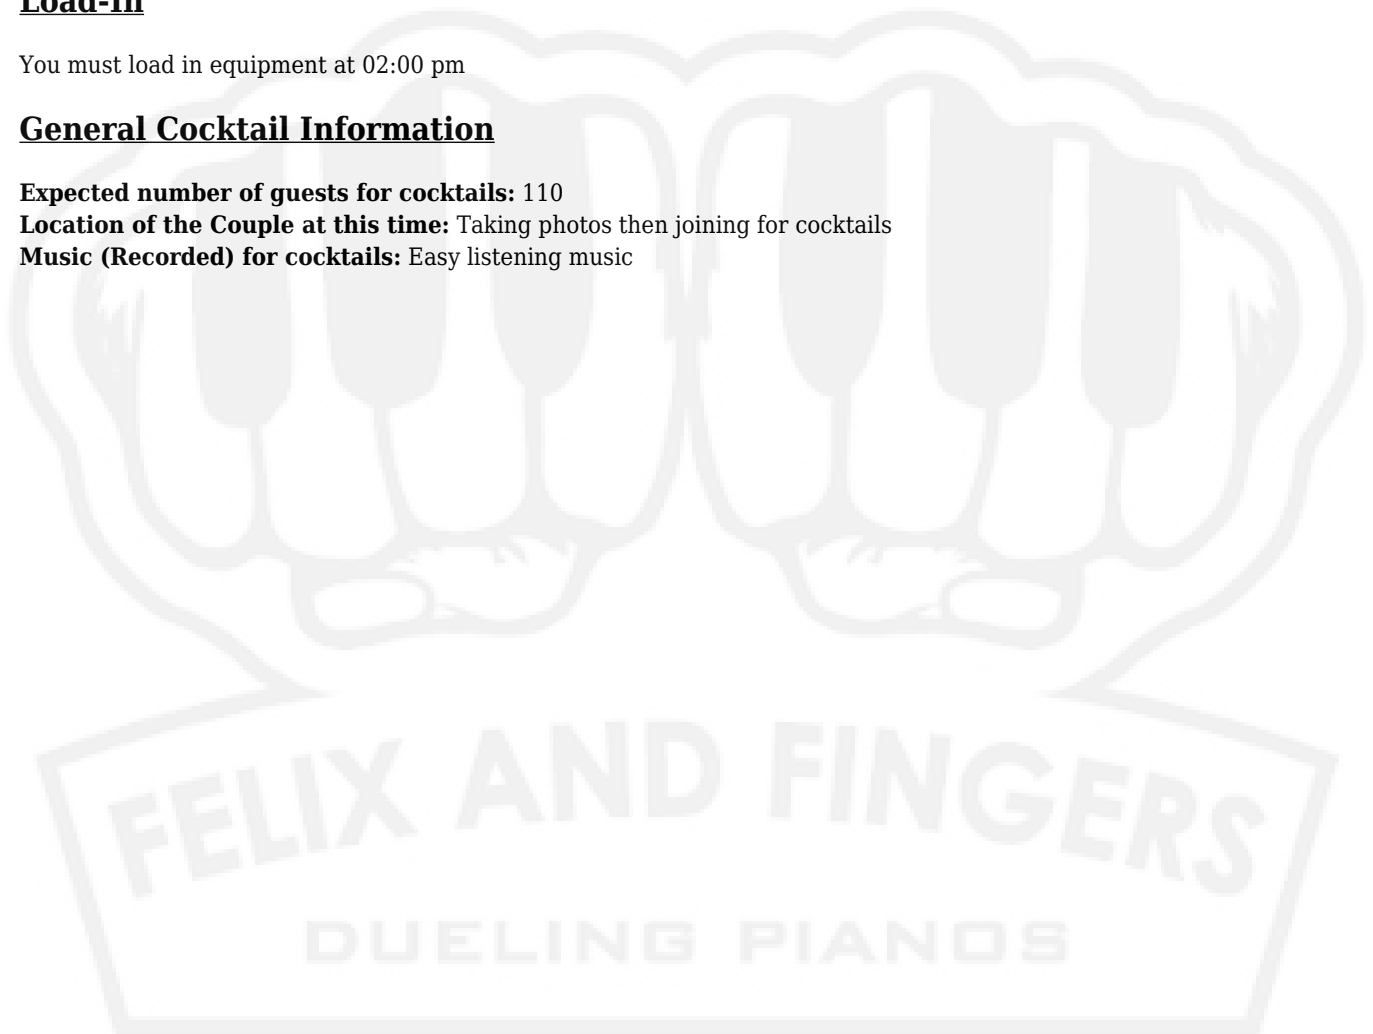 Load-In
You must load in equipment at 02:00 pm
General Cocktail Information
Expected number of guests for cocktails: 110
Location of the Couple at this time: Taking photos then joining for cocktails
Music (Recorded) for cocktails: Easy listening music
FELIX AND FINGERS
DUELING PIANOS